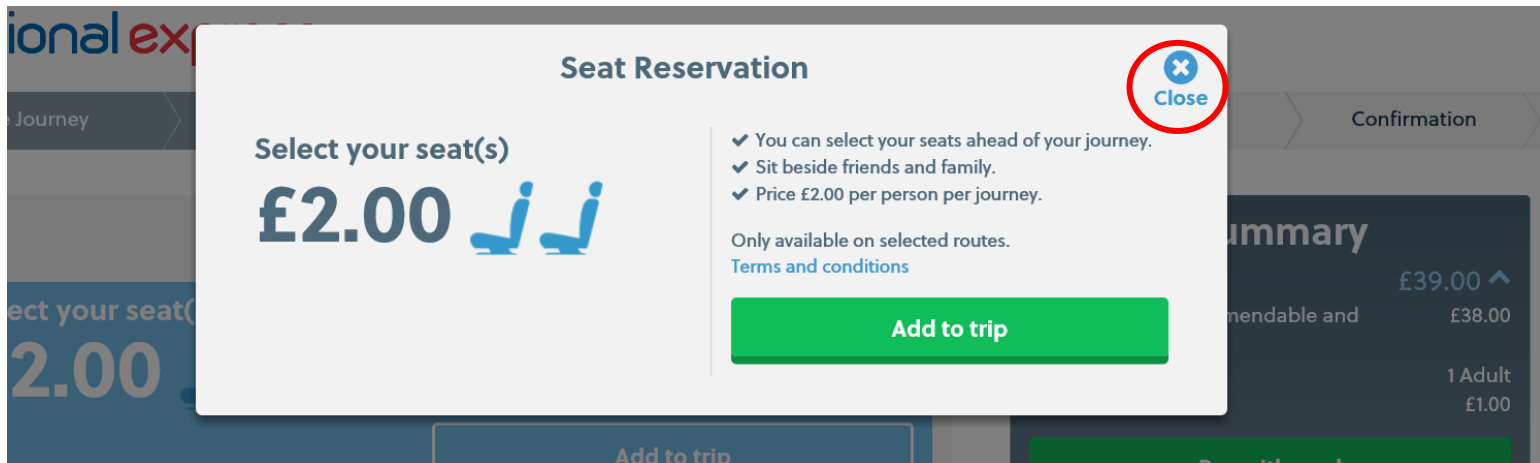 ional
Seat Reservation
Close
Journey
Confirmation
Select your seat(s)
£2.00
You can select your seats ahead of your journey.
Sit beside friends and family.
Price £2.00 per person per journey.
Only available on selected routes.
Terms and conditions
Add to trip
ummary
£39.00
mendable and £38.00
1 Adult
£1.00
ect your seat(
2.00
Add to trip